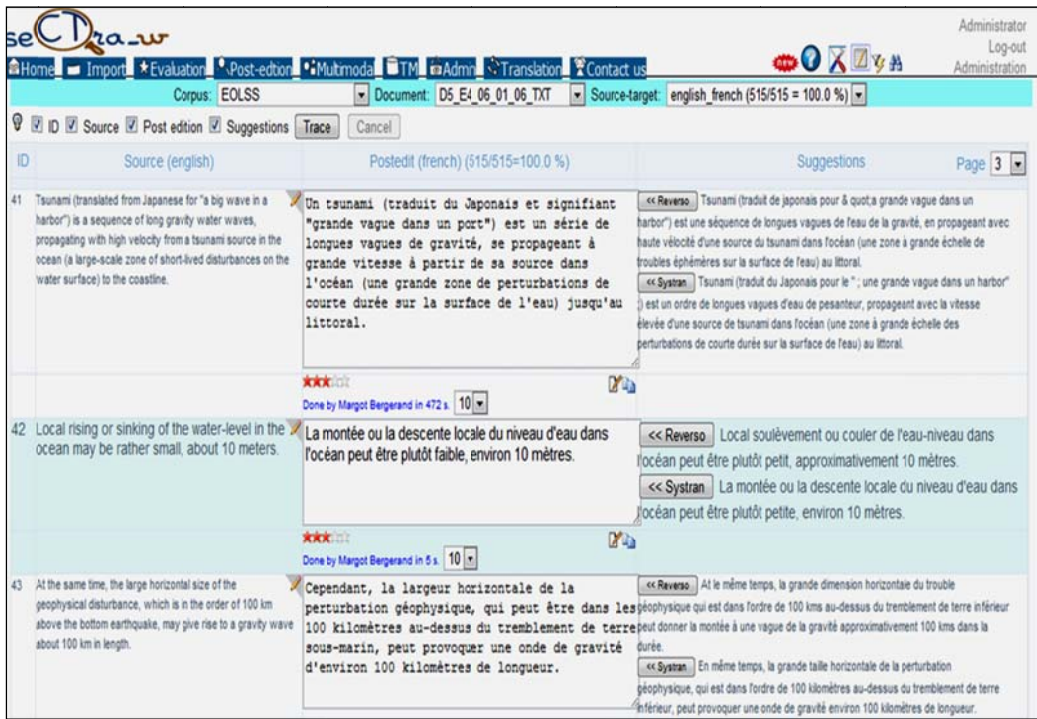 seCTra_w
Administrator
Log-out
Administration
Home Import Evaluation Post-edtion Multimodal TM Admn Translation Contact us
new
Corpus: EOLSS Document: D5_E4_06_01_06_TXT Source-target: english_french (515/515 = 100.0 %)
ID Source Post edition Suggestions Trace Cancel
ID Source (english) Postedit (french) (515/515=100.0 %) Suggestions Page 3
41
Tsunami (translated from Japanese for "a big wave in a
harbor") is a sequence of long gravity water waves,
propagating with high velocity from a tsunami source in the
ocean (a large-scale zone of short-lived disturbances on the
water surface) to the coastline.
Un tsunami (traduit du Japonais et signifiant
"grande vague dans un port") est un série de
longues vagues de gravité, se propageant à
grande vitesse à partir de sa source dans
l'océan (une grande zone de perturbations de
courte durée sur la surface de l'eau) jusqu'au
littoral.
<< Reverso Tsunami (traduit de japonais pour & quot;a grande vague dans un
harbor") est une séquence de longues vagues de l'eau de la gravité, en propageant avec
haute vélocité d'une source du tsunami dans l'océan (une zone à grande échelle de
troubles éphémères sur la surface de l'eau) au littoral.
<< Systran Tsunami (traduit du Japonais pour le " ; une grande vague dans un harbor"
;) est un ordre de longues vagues d'eau de pesanteur, propageant avec la vitesse
élevée d'une source de tsunami dans l'océan (une zone à grande échelle des
perturbations de courte durée sur la surface de l'eau) au littoral.
Done by Margot Bergerand in 472 s. 10
42
Local rising or sinking of the water-level in the
ocean may be rather small, about 10 meters.
La montée ou la descente locale du niveau d'eau dans
l'océan peut être plutôt faible, environ 10 mètres.
<< Reverso Local soulèvement ou couler de l'eau-niveau dans
l'océan peut être plutôt petit, approximativement 10 mètres.
<< Systran La montée ou la descente locale du niveau d'eau dans
l'océan peut être plutôt petite, environ 10 mètres.
Done by Margot Bergerand in 5 s. 10
43
At the same time, the large horizontal size of the
geophysical disturbance, which is in the order of 100 km
above the bottom earthquake, may give rise to a gravity wave
about 100 km in length.
Cependant, la largeur horizontale de la
perturbation géophysique, qui peut être dans les
100 kilomètres au-dessus du tremblement de terre
sous-marin, peut provoquer une onde de gravité
d'environ 100 kilomètres de longueur.
<< Reverso At le même temps, la grande dimension horizontale du trouble
géophysique qui est dans l'ordre de 100 kms au-dessus du tremblement de terre inférieur
peut donner la montée à une vague de la gravité approximativement 100 kms dans la
durée.
<< Systran En même temps, la grande taille horizontale de la perturbation
géophysique, qui est dans l'ordre de 100 kilomètres au-dessus du tremblement de terre
inférieur, peut provoquer une onde de gravité environ 100 kilomètres de longueur.